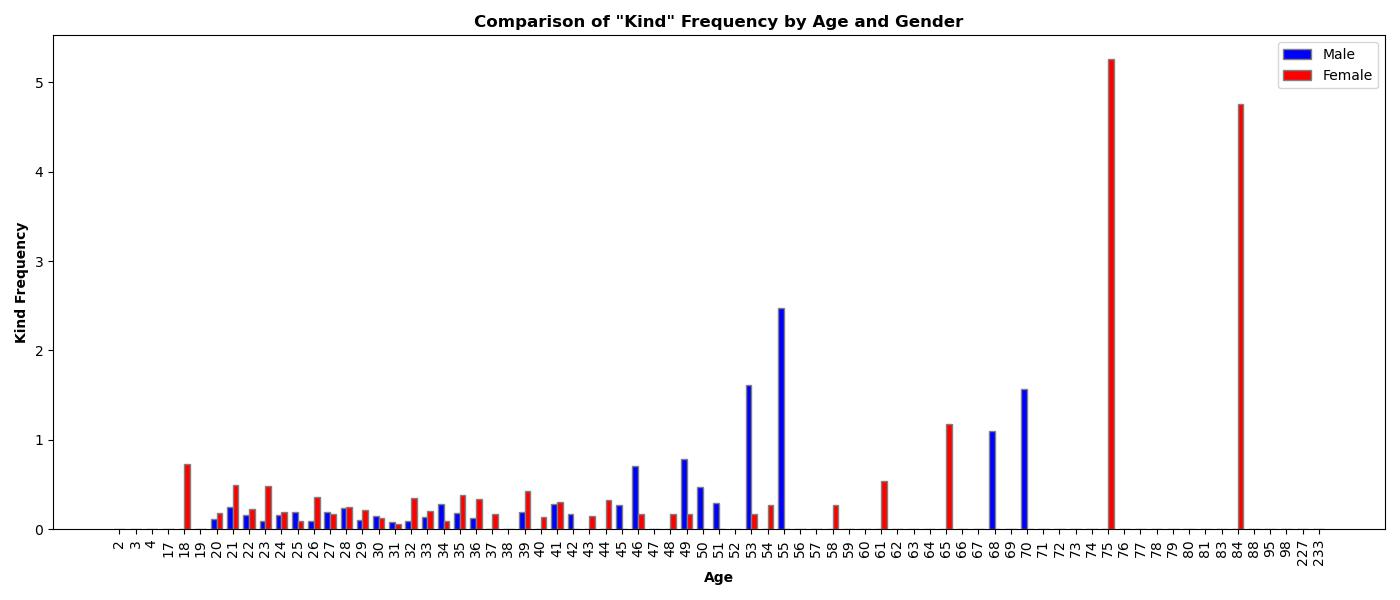 Comparison of "Kind" Frequency by Age and Gender
Male
Female
5
4
3
2
1
0
Kind Frequency
2 3 4 17 18 19 20 21 22 23 24 25 26 27 28 29 30 31 32 33 34 35 36 37 38 39 40 41 42 43 44 45 46 47 48 49 50 51 52 53 54 55 56 57 58 59 60 61 62 63 64 65 66 67 68 69 70 71 72 73 74 75 76 77 78 79 80 81 83 84 88 95 98 227 233
Age